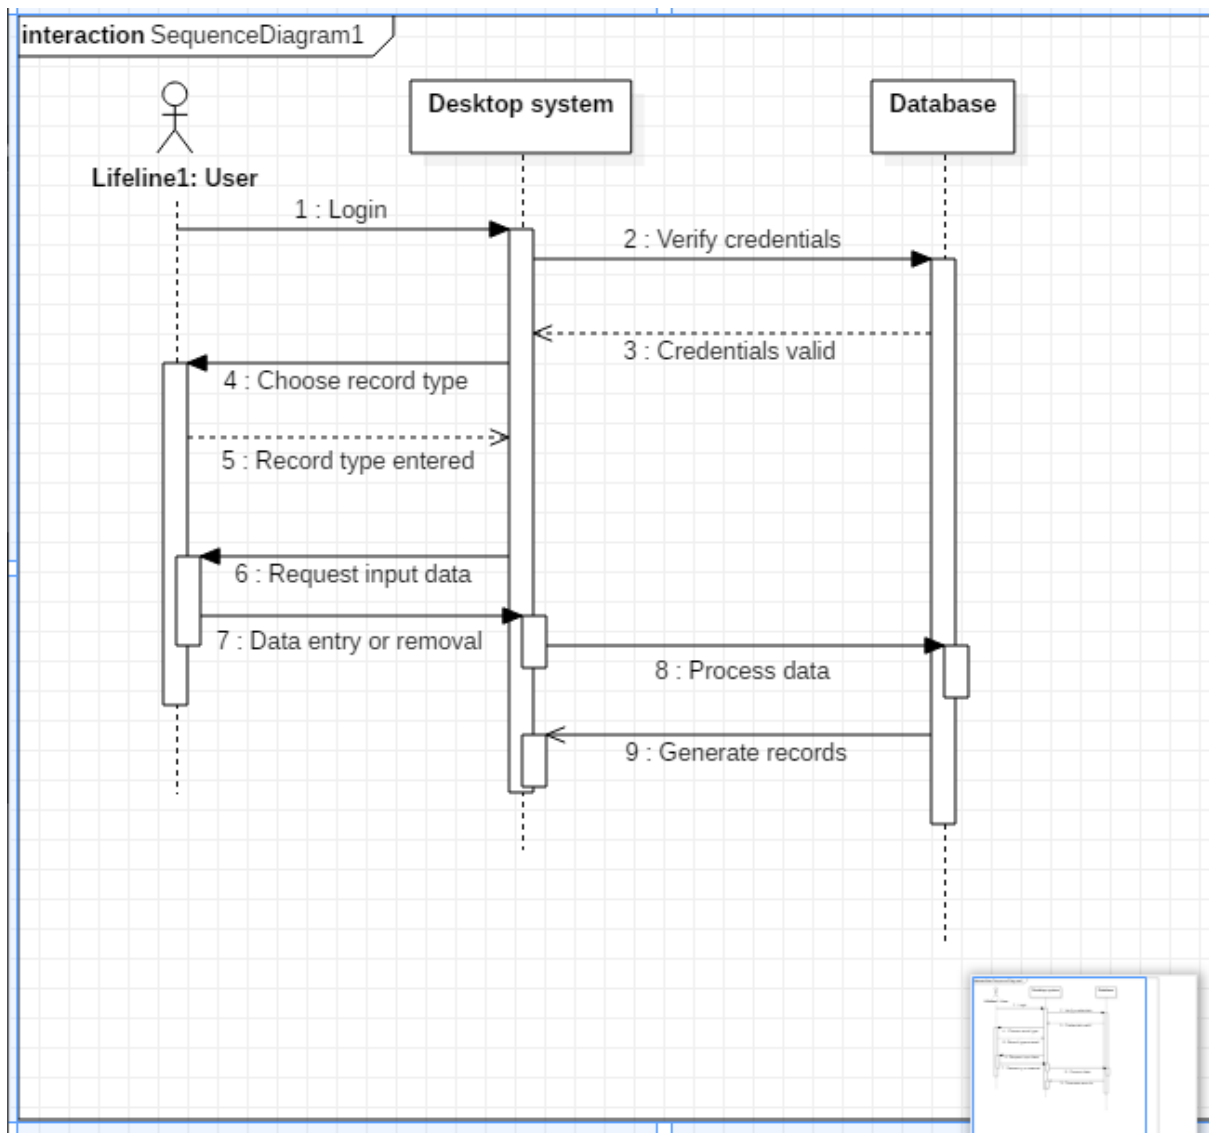 interaction SequenceDiagram1
Desktop system
Database
Lifeline1: User
1 : Login
2 : Verify credentials
3 : Credentials valid
4 : Choose record type
5 : Record type entered
6 : Request input data
7 : Data entry or removal
8 : Process data
9 : Generate records